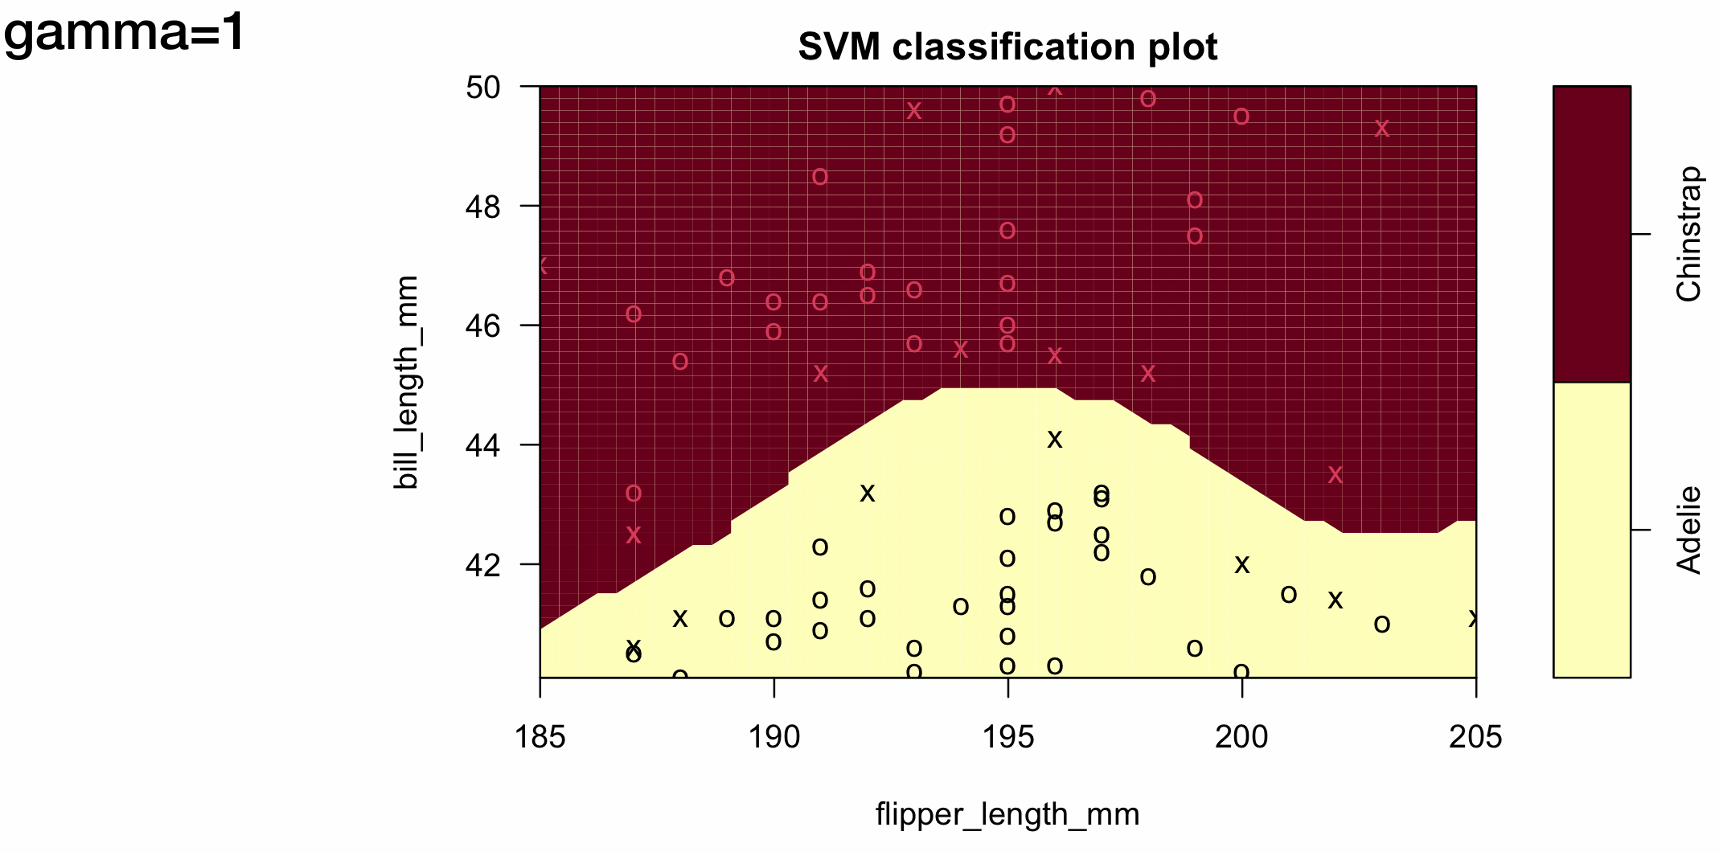 gamma=1
SVM classification plot
50
48
46
44
42
bill_length_mm
185 190 195 200 205
flipper_length_mm
Chinstrap
Adelie